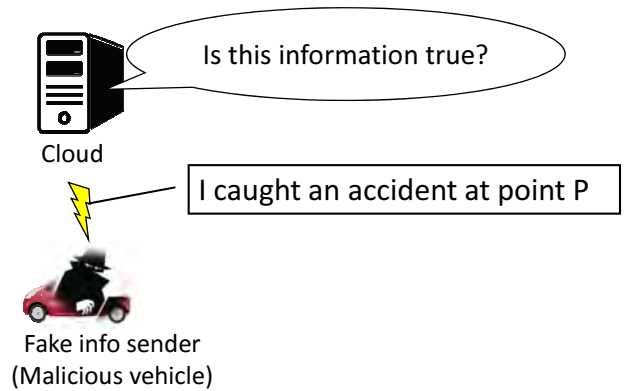 Is this information true?
Cloud
I caught an accident at point P
Fake info sender
(Malicious vehicle)